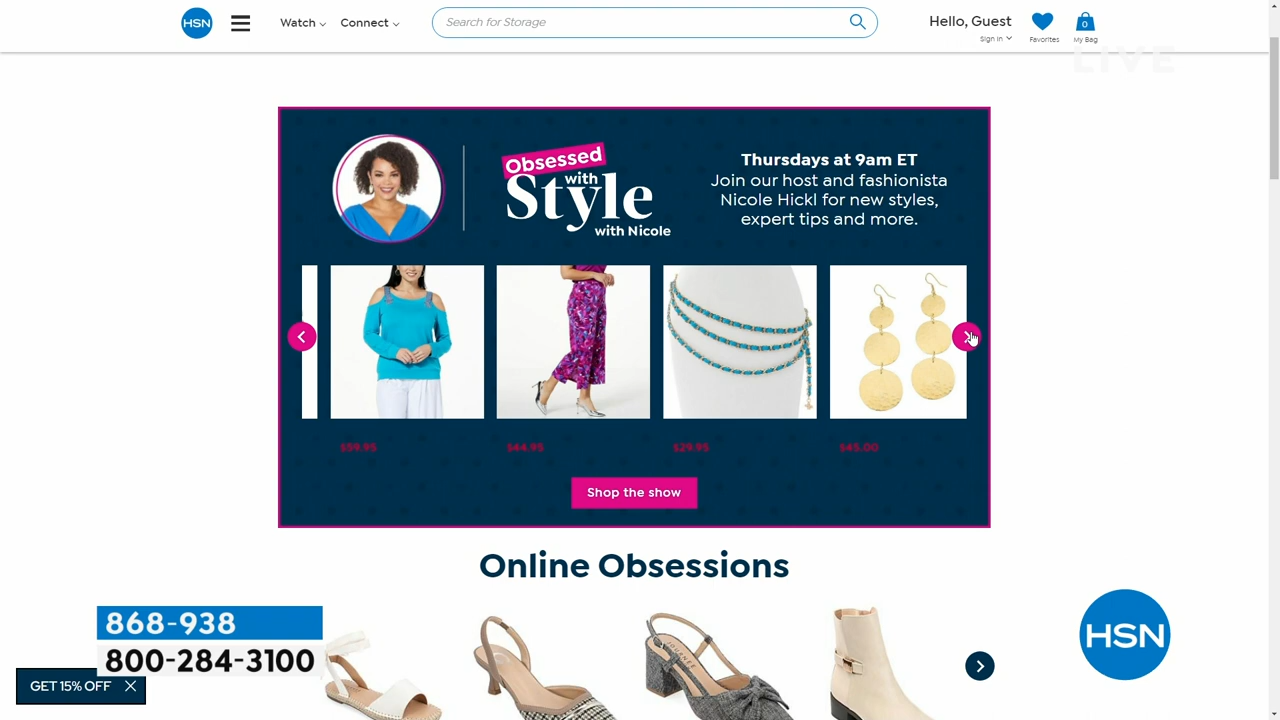 HSN
Watch
Connect
Search for Storage
Hello, Guest
Sign In
Favorites
0
My Bag
LIVE
Obsessed
with
Style
with Nicole
Thursdays at 9am ET
Join our host and fashionista
Nicole Hickl for new styles,
expert tips and more.
$59.95
$44.95
$29.95
$45.00
Shop the show
Online Obsessions
868-938
800-284-3100
GET 15% OFF
HSN